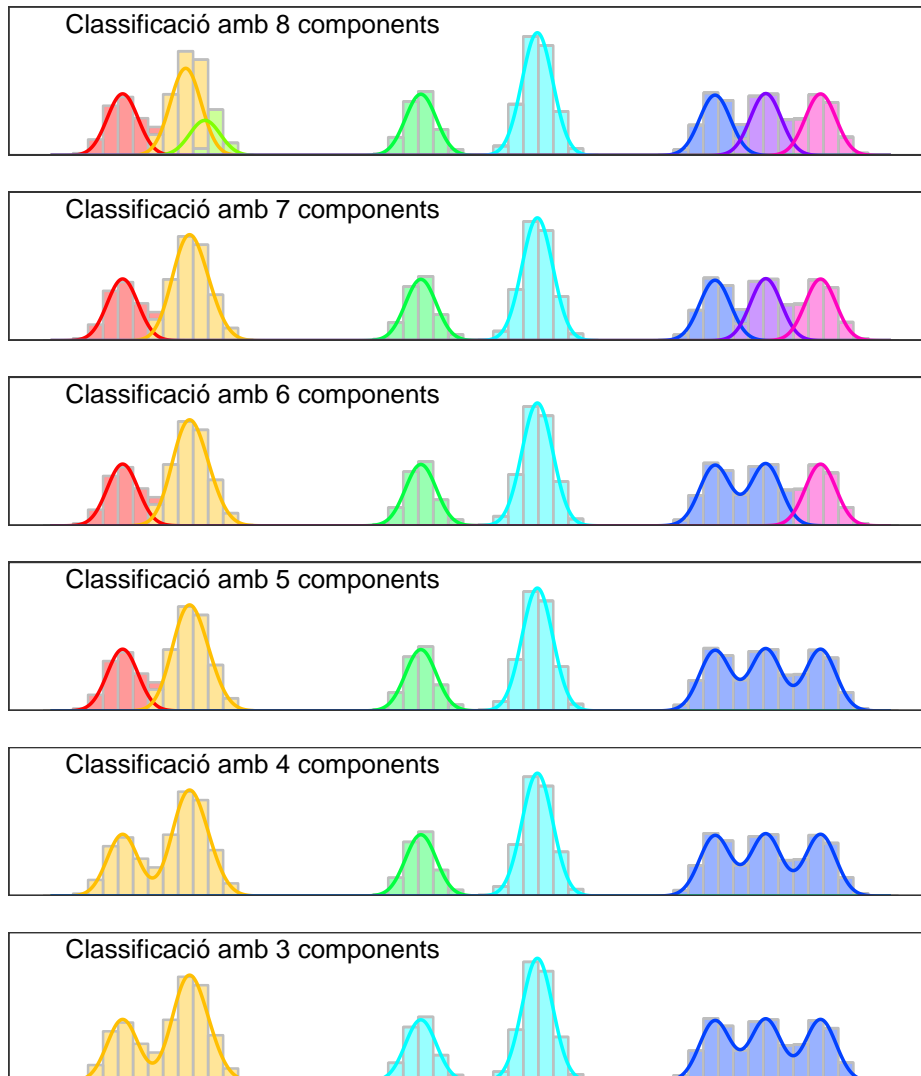 Classificació amb 8 components
Classificació amb 7 components
Classificació amb 6 components
Classificació amb 5 components
Classificació amb 4 components
Classificació amb 3 components